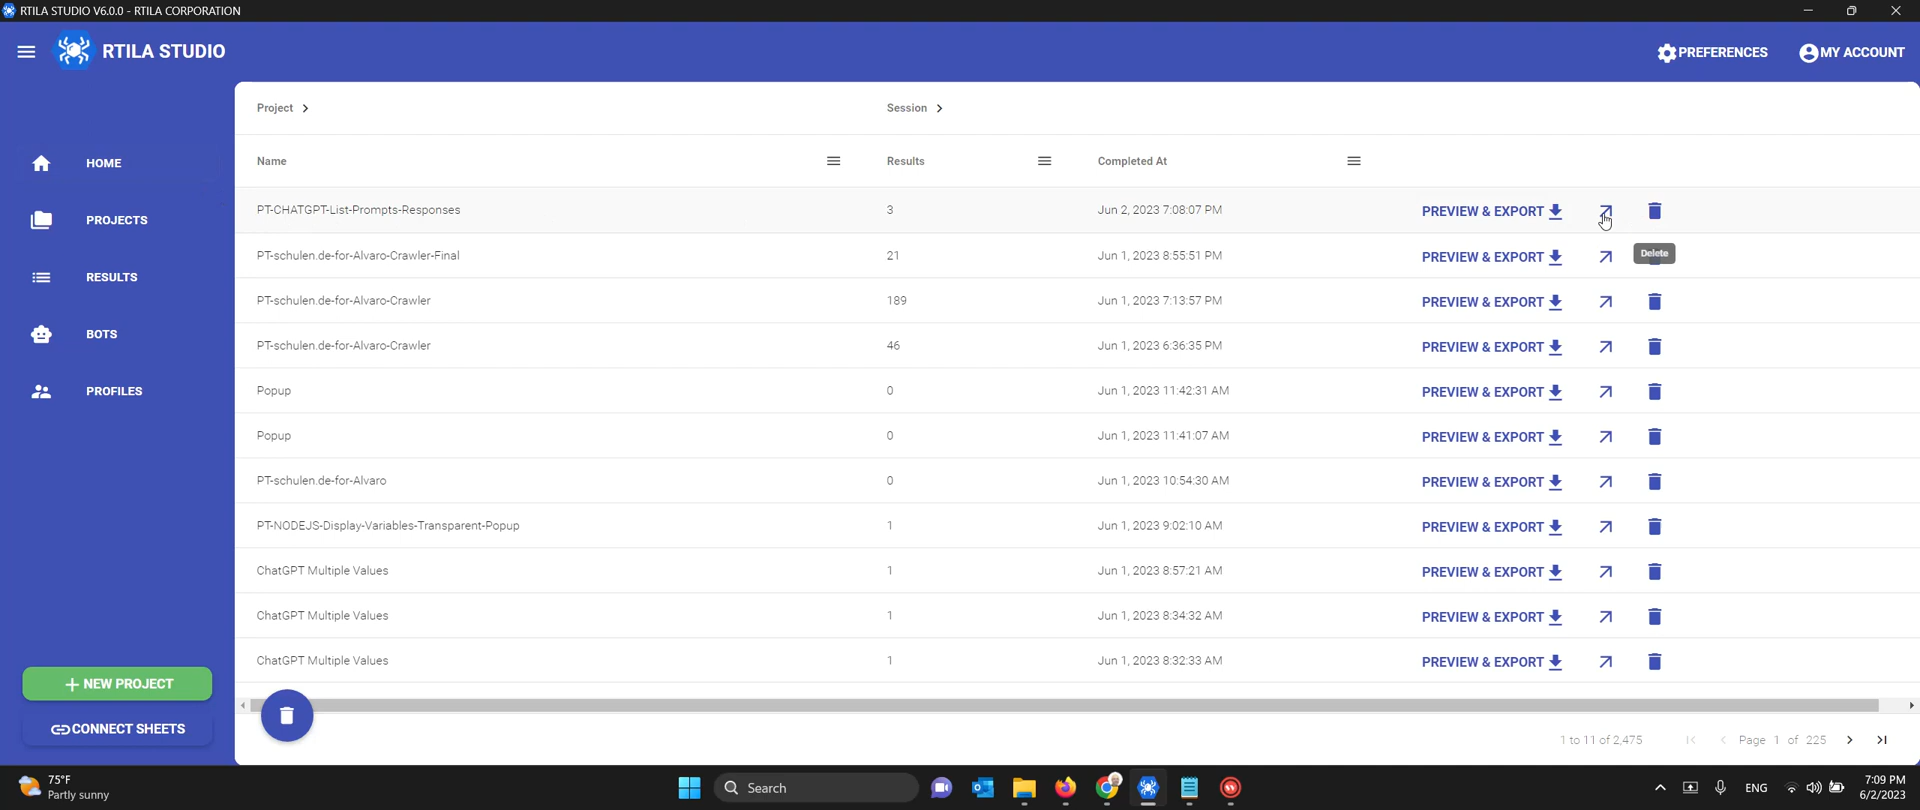 RTILA STUDIO V6.0.0 - RTILA CORPORATION
RTILA STUDIO
PREFERENCES
MY ACCOUNT
Project
Session
Name
Results
Completed At
HOME
PROJECTS
RESULTS
BOTS
PROFILES
PT-CHATGPT-List-Prompts-Responses 3 Jun 2, 2023 7:08:07 PM PREVIEW & EXPORT
Delete
PT-schulen.de-for-Alvaro-Crawler-Final 21 Jun 1, 2023 8:55:51 PM PREVIEW & EXPORT
PT-schulen.de-for-Alvaro-Crawler 189 Jun 1, 2023 7:13:57 PM PREVIEW & EXPORT
PT-schulen.de-for-Alvaro-Crawler 46 Jun 1, 2023 6:36:35 PM PREVIEW & EXPORT
Popup 0 Jun 1, 2023 11:42:31 AM PREVIEW & EXPORT
Popup 0 Jun 1, 2023 11:41:07 AM PREVIEW & EXPORT
PT-schulen.de-for-Alvaro 0 Jun 1, 2023 10:54:30 AM PREVIEW & EXPORT
PT-NODEJS-Display-Variables-Transparent-Popup 1 Jun 1, 2023 9:02:10 AM PREVIEW & EXPORT
ChatGPT Multiple Values 1 Jun 1, 2023 8:57:21 AM PREVIEW & EXPORT
ChatGPT Multiple Values 1 Jun 1, 2023 8:34:32 AM PREVIEW & EXPORT
ChatGPT Multiple Values 1 Jun 1, 2023 8:32:33 AM PREVIEW & EXPORT
+ NEW PROJECT
CONNECT SHEETS
1 to 11 of 2,475 Page 1 of 225
75°F
Partly sunny
Search
ENG
7:09 PM
6/2/2023